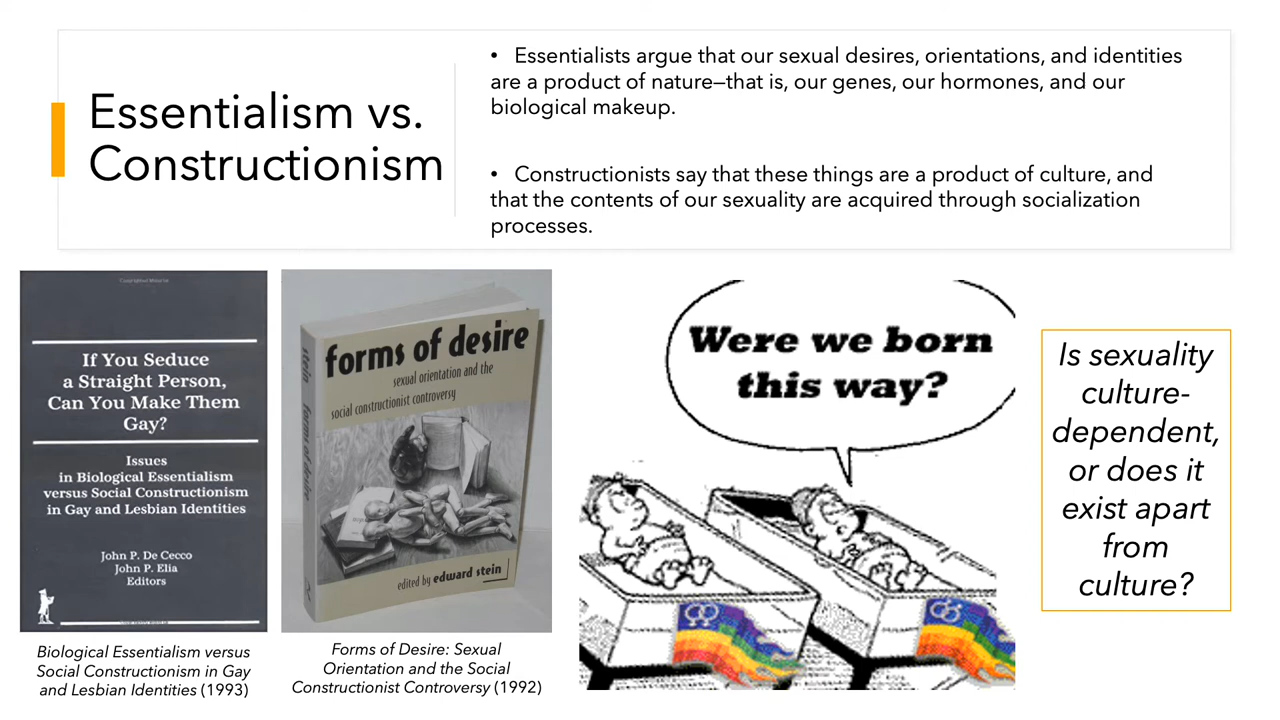 Essentialism vs.
Constructionism
• Essentialists argue that our sexual desires, orientations, and identities
are a product of nature—that is, our genes, our hormones, and our
biological makeup.
• Constructionists say that these things are a product of culture, and
that the contents of our sexuality are acquired through socialization
processes.
Copyrighted Material
If You Seduce
a Straight Person,
Can You Make Them
Gay?
Issues
in Biological Essentialism
versus Social Constructionism
in Gay and Lesbian Identities
John P. De Cecco
John P. Elia
Editors
Biological Essentialism versus
Social Constructionism in Gay
and Lesbian Identities (1993)
stein
forms of desire
forms of desire
sexual orientation and the
social constructionist controversy
edited by edward stein
Forms of Desire: Sexual
Orientation and the Social
Constructionist Controversy (1992)
Were we born
this way?
Is sexuality
culture-
dependent,
or does it
exist apart
from
culture?